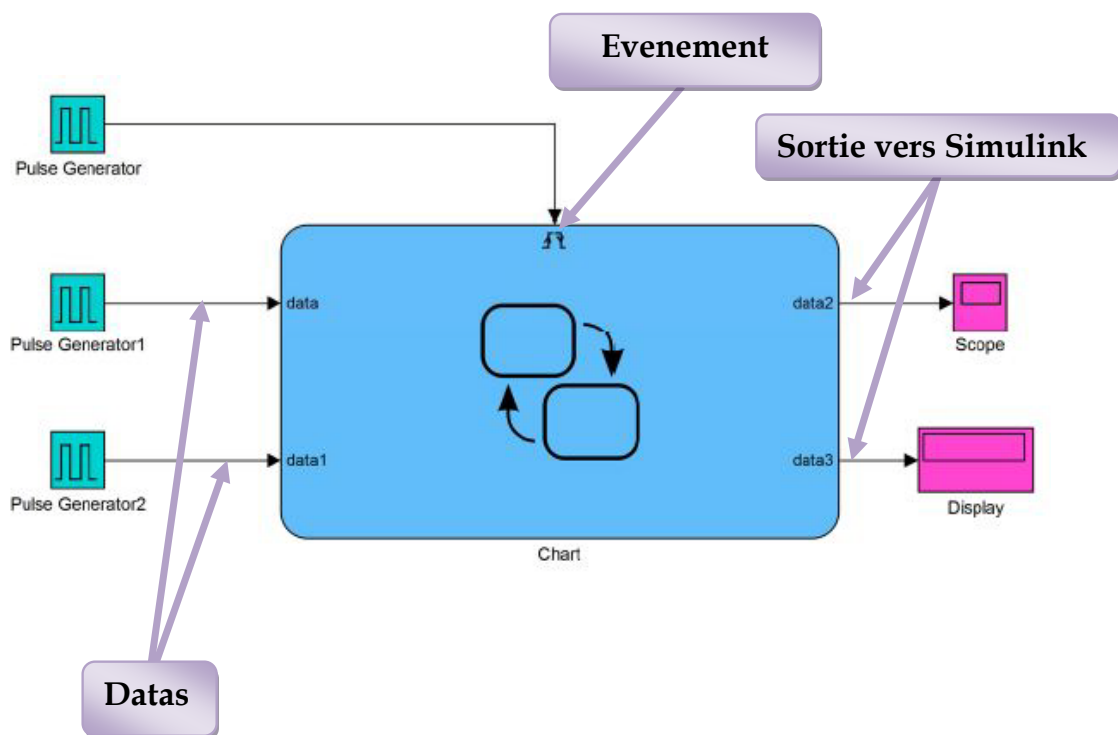 Evenement
Sortie vers Simulink
Pulse Generator
data
data2
Pulse Generator1
Scope
data1
data3
Pulse Generator2
Display
Chart
Datas